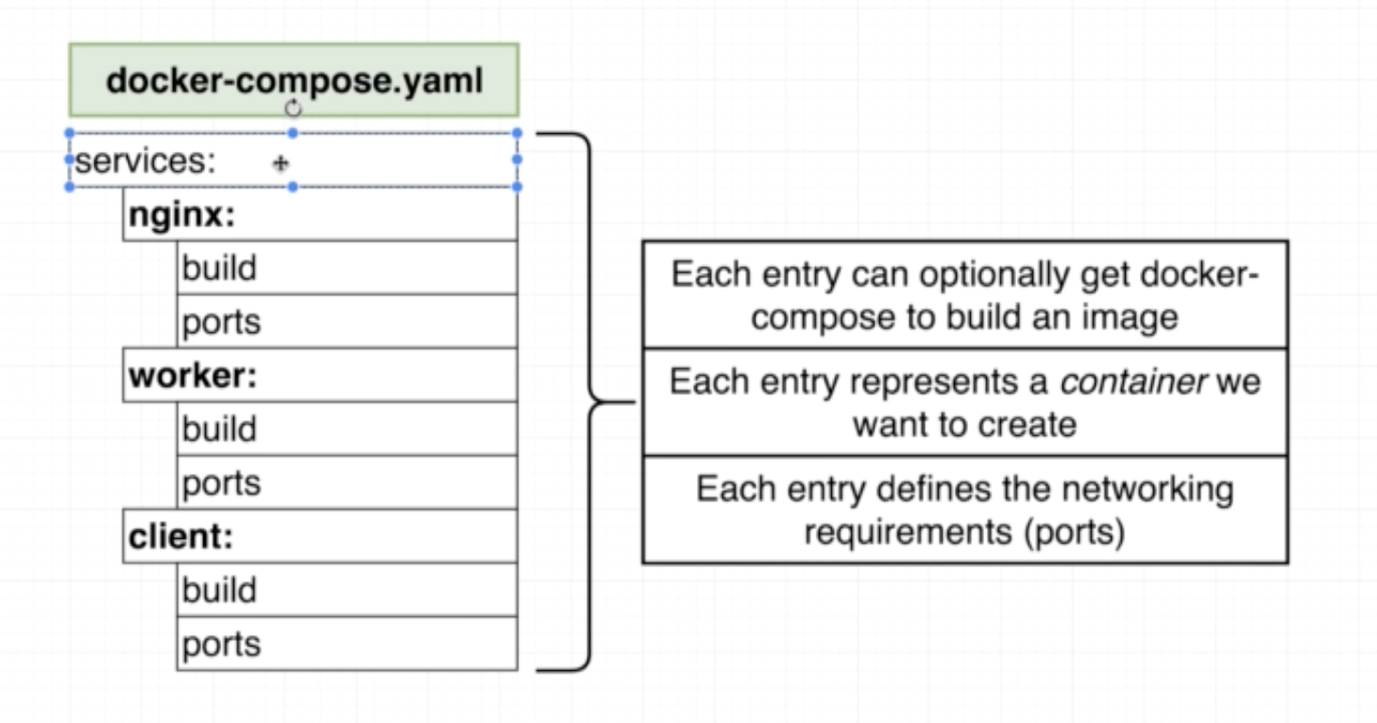 docker-compose.yaml
services:
nginx:
build
ports
worker:
build
ports
client:
build
ports
Each entry can optionally get docker-
compose to build an image
Each entry represents a container we
want to create
Each entry defines the networking
requirements (ports)